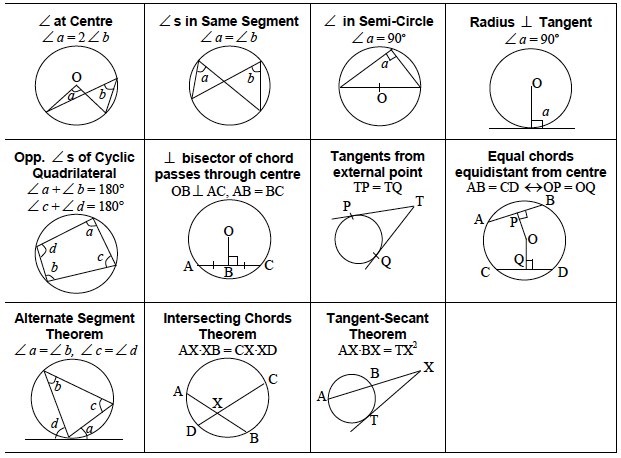 ∠ at Centre
∠a = 2∠b
O
a
b
∠s in Same Segment
∠a = ∠b
a
b
∠ in Semi-Circle
∠a = 90°
a
O
Radius ⊥ Tangent
∠a = 90°
O
a
Opp. ∠s of Cyclic
Quadrilateral
∠a + ∠b = 180°
∠c + ∠d = 180°
a
d
c
b
⊥ bisector of chord
passes through centre
OB ⊥ AC, AB = BC
O
A B C
Tangents from
external point
TP = TQ
P
T
Q
Equal chords
equidistant from centre
AB = CD ↔ OP = OQ
B
A
P
O
Q
C D
Alternate Segment
Theorem
∠a = ∠b, ∠c = ∠d
b
c
d
a
Intersecting Chords
Theorem
AX·XB = CX·XD
C
A
X
D
B
Tangent-Secant
Theorem
AX·BX = TX²
X
B
A
T